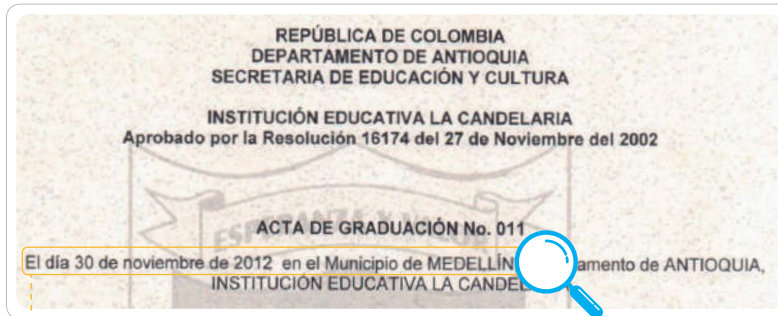 REPÚBLICA DE COLOMBIA
DEPARTAMENTO DE ANTIOQUIA
SECRETARIA DE EDUCACIÓN Y CULTURA
INSTITUCIÓN EDUCATIVA LA CANDELARIA
Aprobado por la Resolución 16174 del 27 de Noviembre del 2002
ESPERANZA Y VALOR
ACTA DE GRADUACIÓN No. 011
El día 30 de noviembre de 2012 en el Municipio de MEDELLÍN amento de ANTIOQUIA,
INSTITUCIÓN EDUCATIVA LA CANDEL